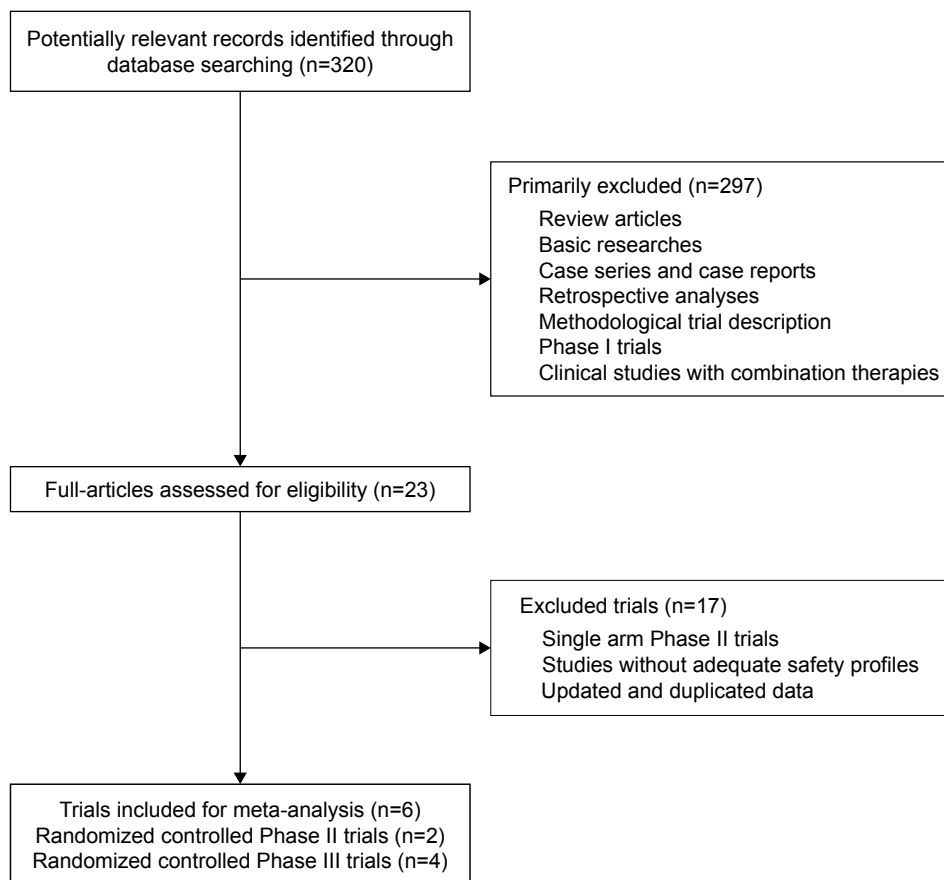 Potentially relevant records identified through
database searching (n=320)
Primarily excluded (n=297)
Review articles
Basic researches
Case series and case reports
Retrospective analyses
Methodological trial description
Phase I trials
Clinical studies with combination therapies
Full-articles assessed for eligibility (n=23)
Excluded trials (n=17)
Single arm Phase II trials
Studies without adequate safety profiles
Updated and duplicated data
Trials included for meta-analysis (n=6)
Randomized controlled Phase II trials (n=2)
Randomized controlled Phase III trials (n=4)